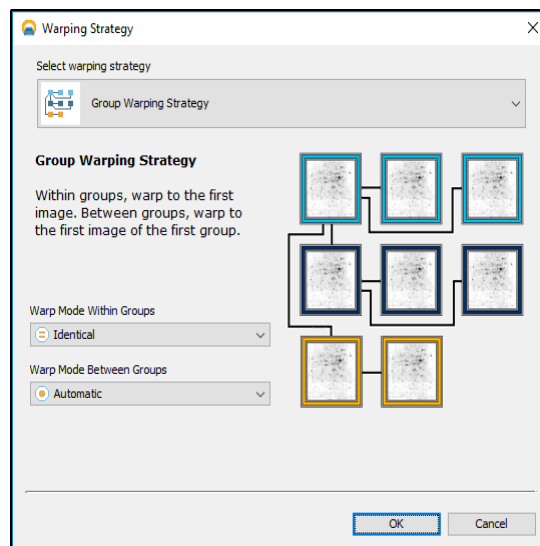 Warping Strategy
Select warping strategy
Group Warping Strategy
Group Warping Strategy
Within groups, warp to the first
image. Between groups, warp to
the first image of the first group.
Warp Mode Within Groups
Identical
Warp Mode Between Groups
Automatic
OK
Cancel